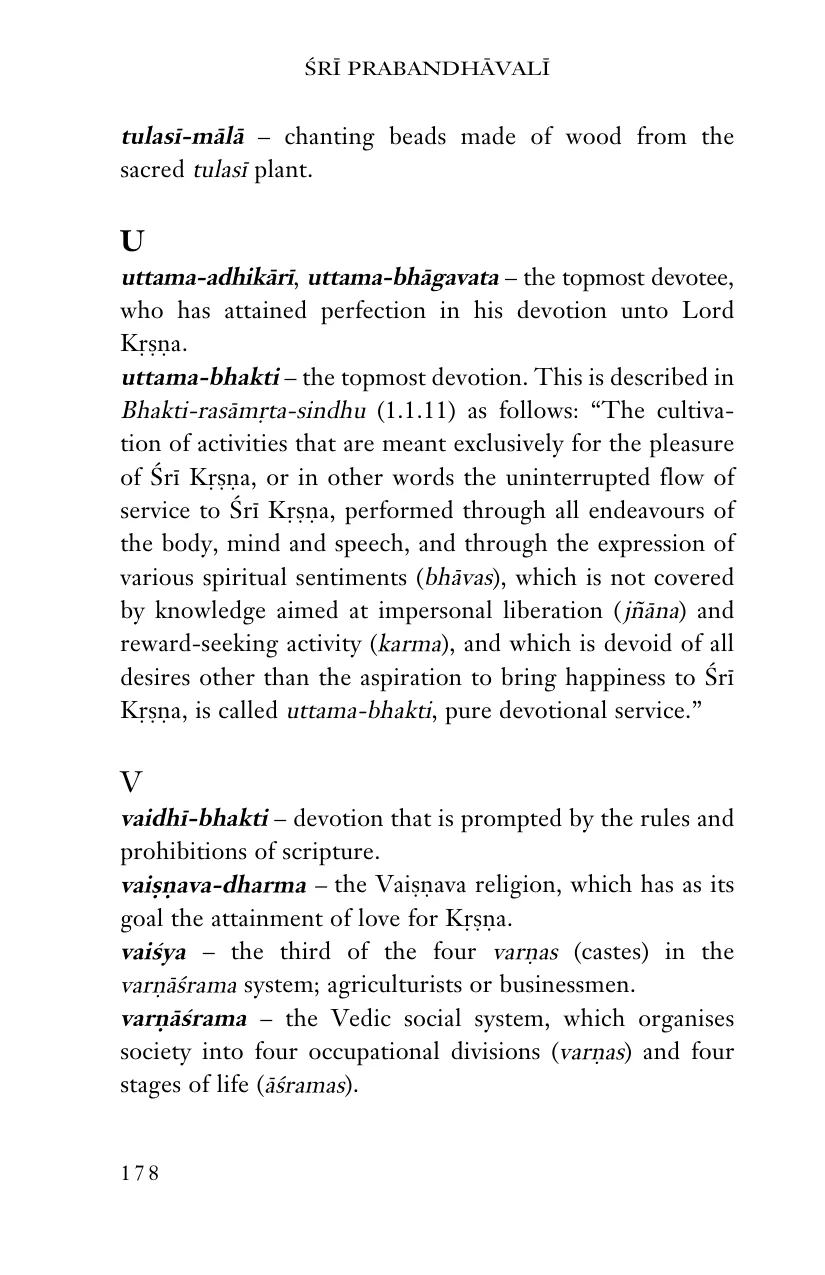 ŚRĪ PRABANDHĀVALĪ
tulasī-mālā – chanting beads made of wood from the
sacred tulasī plant.
U
uttama-adhikārī, uttama-bhāgavata – the topmost devotee,
who has attained perfection in his devotion unto Lord
Kṛṣṇa.
uttama-bhakti – the topmost devotion. This is described in
Bhakti-rasāmṛta-sindhu (1.1.11) as follows: “The cultiva-
tion of activities that are meant exclusively for the pleasure
of Śrī Kṛṣṇa, or in other words the uninterrupted flow of
service to Śrī Kṛṣṇa, performed through all endeavours of
the body, mind and speech, and through the expression of
various spiritual sentiments (bhāvas), which is not covered
by knowledge aimed at impersonal liberation (jñāna) and
reward-seeking activity (karma), and which is devoid of all
desires other than the aspiration to bring happiness to Śrī
Kṛṣṇa, is called uttama-bhakti, pure devotional service.”
V
vaidhī-bhakti – devotion that is prompted by the rules and
prohibitions of scripture.
vaiṣṇava-dharma – the Vaiṣṇava religion, which has as its
goal the attainment of love for Kṛṣṇa.
vaiśya – the third of the four varṇas (castes) in the
varṇāśrama system; agriculturists or businessmen.
varṇāśrama – the Vedic social system, which organises
society into four occupational divisions (varṇas) and four
stages of life (āśramas).
178